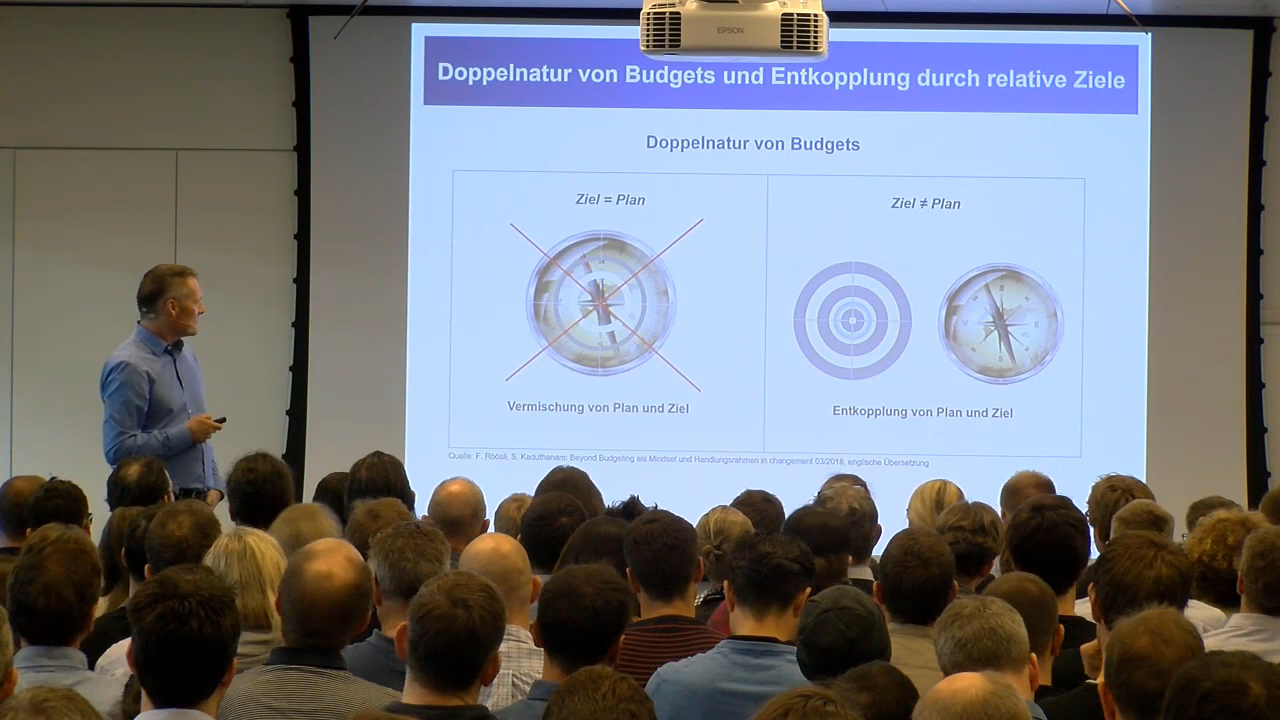 EPSON
Doppelnatur von Budgets und Entkopplung durch relative Ziele
Doppelnatur von Budgets
Ziel = Plan
Ziel ≠ Plan
Vermischung von Plan und Ziel
Entkopplung von Plan und Ziel
Quelle: F. Röösli, S. Kaduthanam: Beyond Budgeting als Mindset und Handlungsrahmen in changement 03/2018, englische Übersetzung